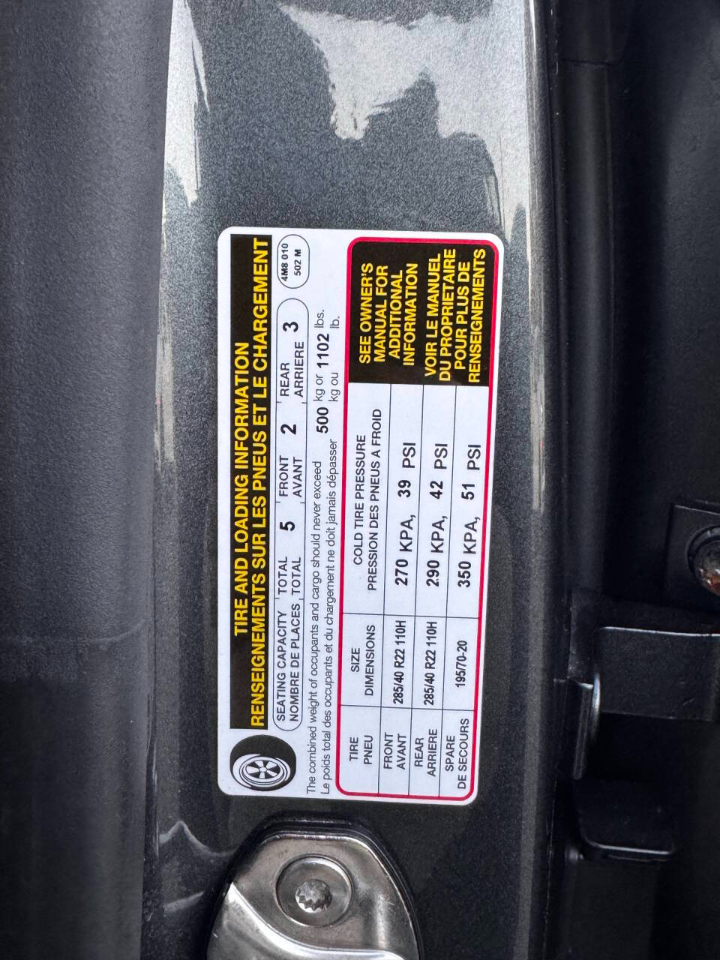 TIRE AND LOADING INFORMATION
RENSEIGNEMENTS SUR LES PNEUS ET LE CHARGEMENT
SEATING CAPACITY TOTAL 5 FRONT 2 REAR 3
NOMBRE DE PLACES TOTAL AVANT ARRIERE
4M8 010
502 M
The combined weight of occupants and cargo should never exceed 500 kg or 1102 lbs.
Le poids total des occupants et du chargement ne doit jamais dépasser kg ou lb.
TIRE SIZE COLD TIRE PRESSURE
PNEU DIMENSIONS PRESSION DES PNEUS A FROID
FRONT
AVANT 285/40 R22 110H 270 KPA, 39 PSI
REAR
ARRIERE 285/40 R22 110H 290 KPA, 42 PSI
SPARE
DE SECOURS 195/70-20 350 KPA, 51 PSI
SEE OWNER'S
MANUAL FOR
ADDITIONAL
INFORMATION
VOIR LE MANUEL
DU PROPRIETAIRE
POUR PLUS DE
RENSEIGNEMENTS